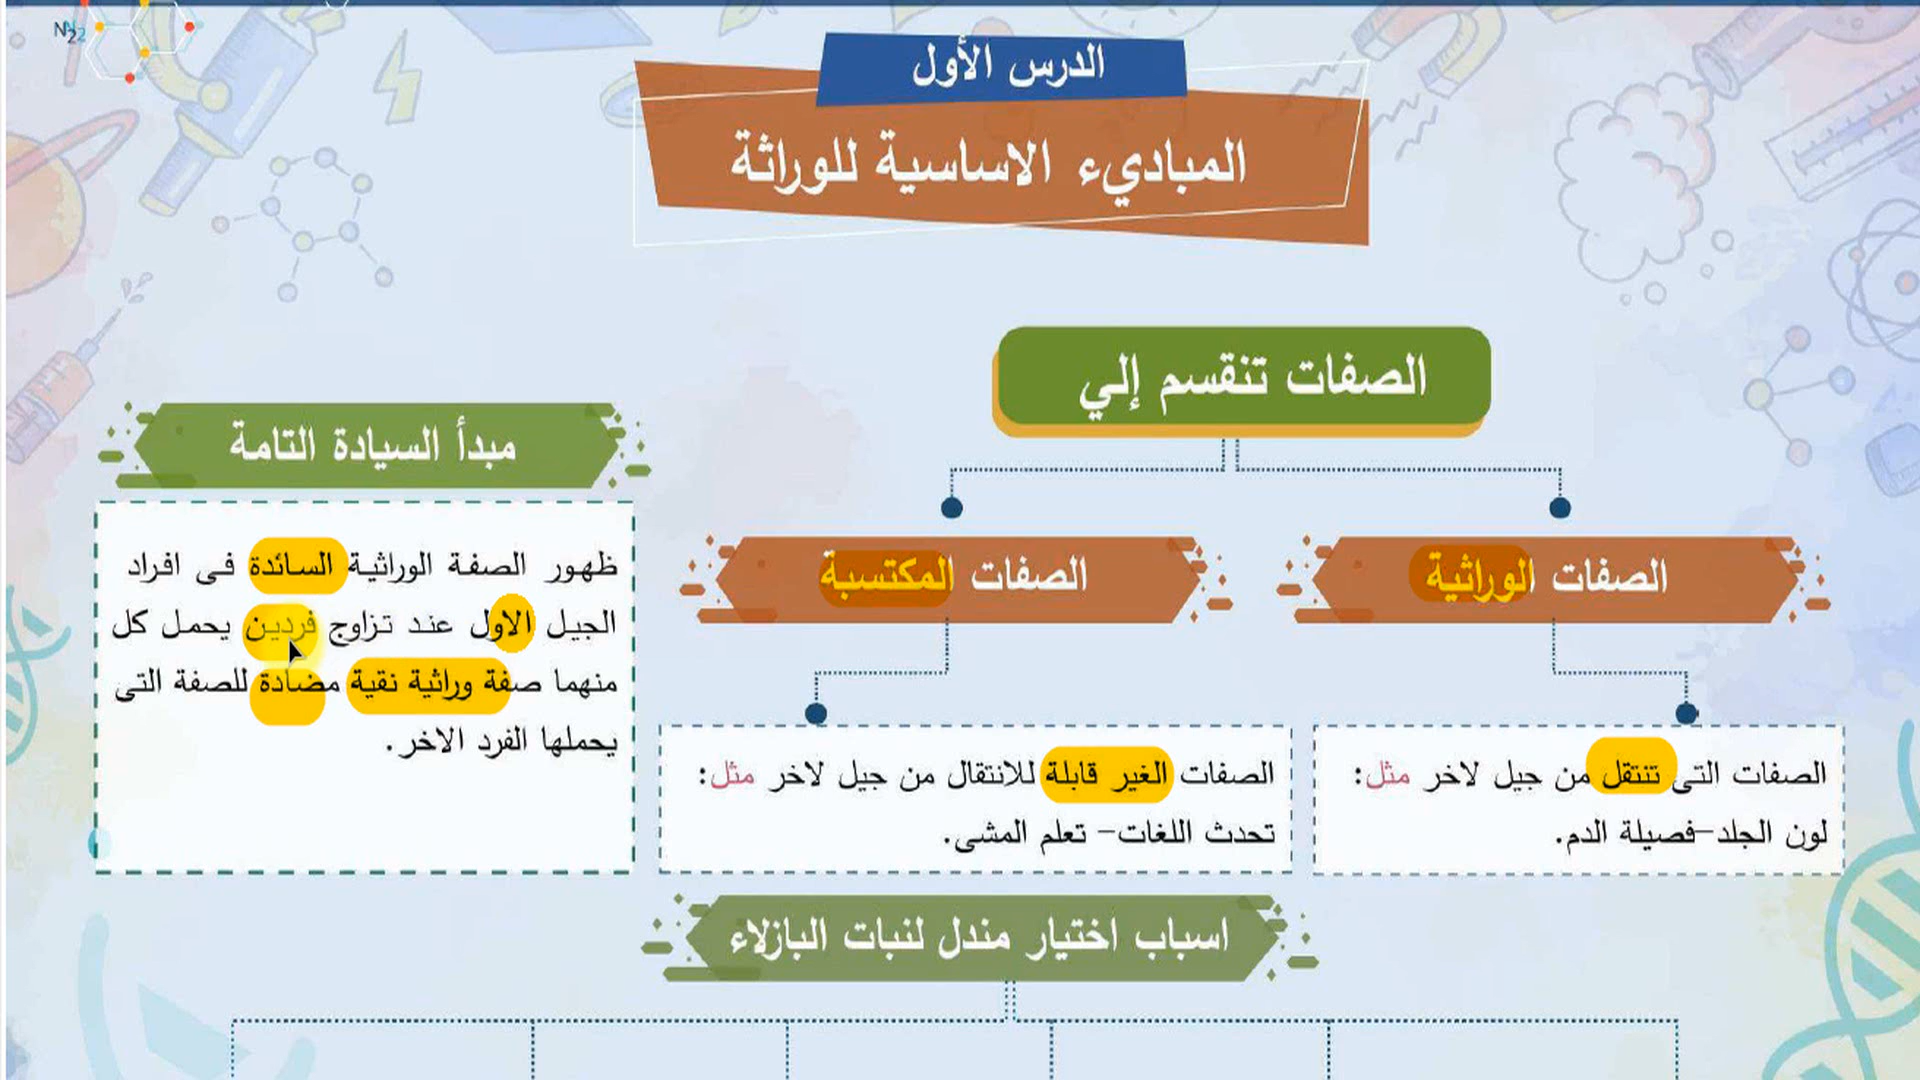 الدرس الأول
المباديء الاساسية للوراثة
الصفات تنقسم إلي
الصفات الوراثية
الصفات التى تنتقل من جيل لاخر مثل:
لون الجلد-فصيلة الدم.
الصفات المكتسبة
الصفات الغير قابلة للانتقال من جيل لاخر مثل:
تحدث اللغات- تعلم المشى.
مبدأ السيادة التامة
ظهور الصفة الوراثية السائدة فى افراد
الجيل الاول عند تزاوج فردين يحمل كل
منهما صفة وراثية نقية مضادة للصفة التى
يحملها الفرد الاخر.
اسباب اختيار مندل لنبات البازلاء